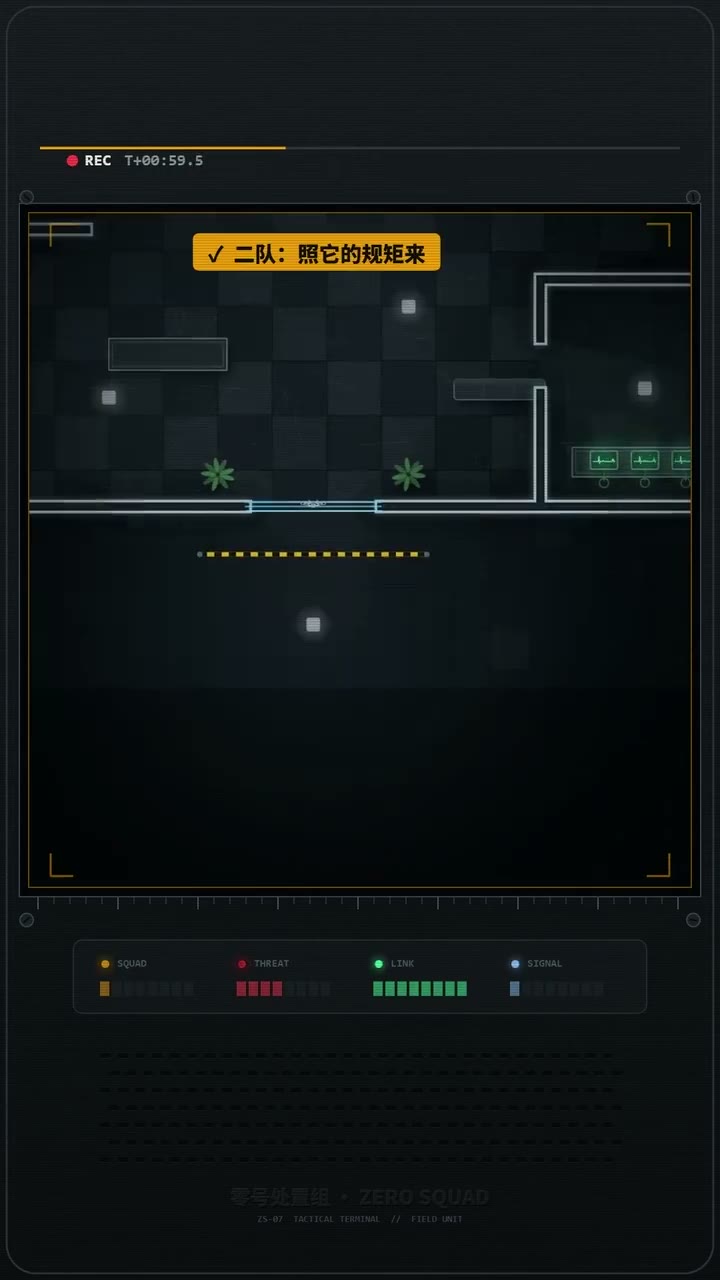 REC T+00:59.5
✓ 二队：照它的规矩来
SQUAD THREAT LINK SIGNAL
零号处置组 · ZERO SQUAD
ZS-07 TACTICAL TERMINAL // FIELD UNIT